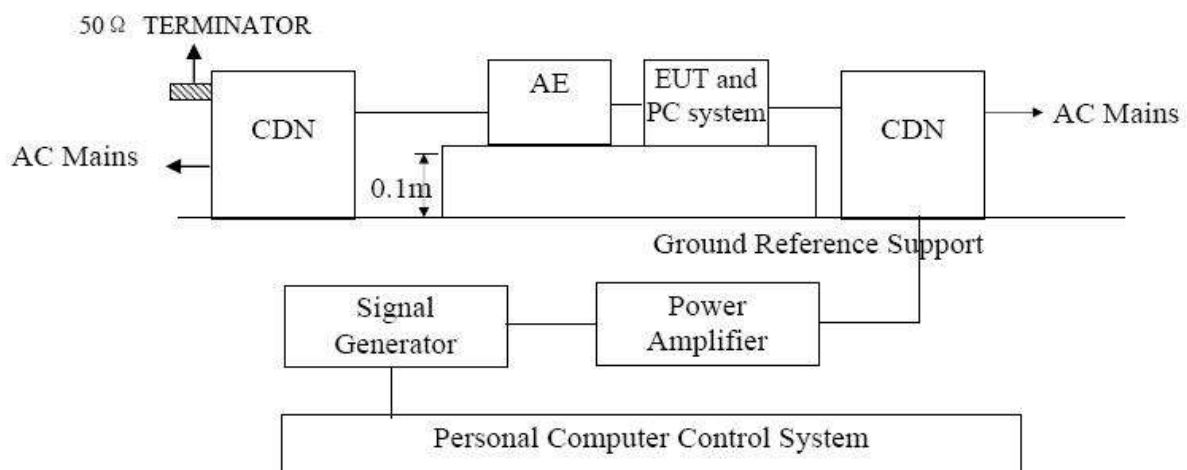 50 Ω TERMINATOR
CDN
AC Mains
AE
EUT and
PC system
CDN
AC Mains
0.1m
Ground Reference Support
Signal
Generator
Power
Amplifier
Personal Computer Control System